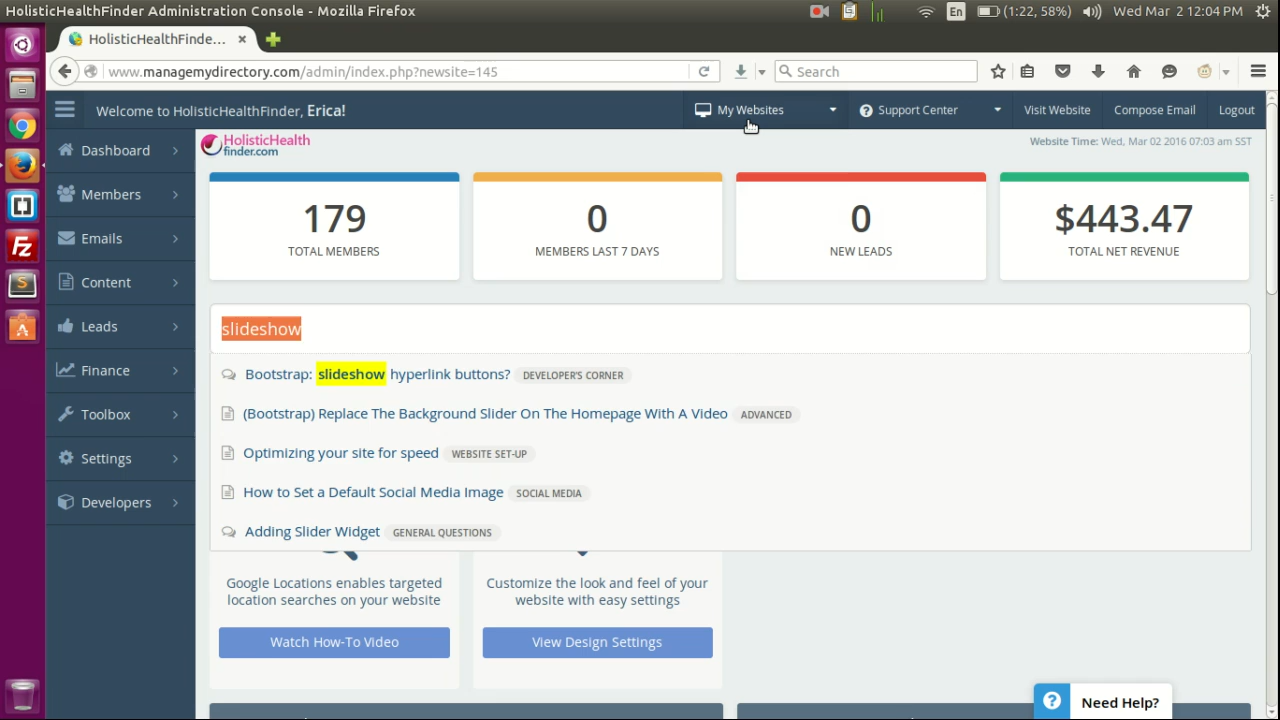 HolisticHealthFinder Administration Console - Mozilla Firefox
En
(1:22, 58%)
Wed Mar 2 12:04 PM
HolisticHealthFinde...
www.managemydirectory.com/admin/index.php?newsite=145
Search
Welcome to HolisticHealthFinder, Erica!
My Websites
Support Center
Visit Website
Compose Email
Logout
HolisticHealth
finder.com
Website Time: Wed, Mar 02 2016 07:03 am SST
Dashboard
Members
Emails
Content
Leads
Finance
Toolbox
Settings
Developers
179
TOTAL MEMBERS
0
MEMBERS LAST 7 DAYS
0
NEW LEADS
$443.47
TOTAL NET REVENUE
slideshow
Bootstrap: slideshow hyperlink buttons? DEVELOPER'S CORNER
(Bootstrap) Replace The Background Slider On The Homepage With A Video ADVANCED
Optimizing your site for speed WEBSITE SET-UP
How to Set a Default Social Media Image SOCIAL MEDIA
Adding Slider Widget GENERAL QUESTIONS
Google Locations enables targeted
location searches on your website
Watch How-To Video
Customize the look and feel of your
website with easy settings
View Design Settings
Need Help?